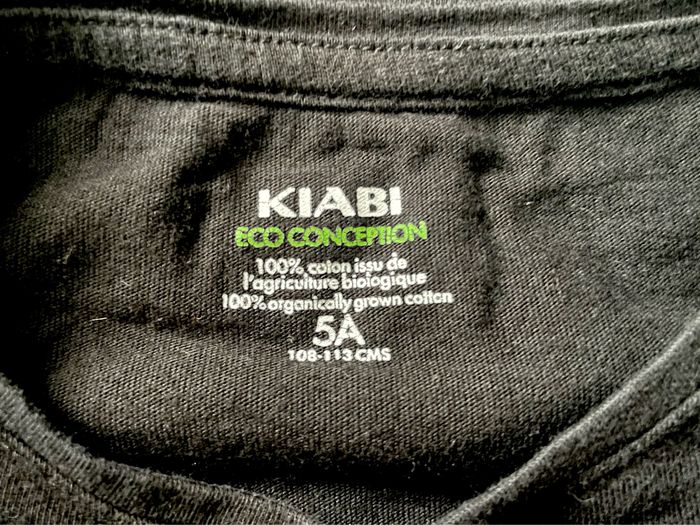 KIABI
ECO CONCEPTION
100% coton issu de
l'agriculture biologique
100% organically grown cotton
5A
108-113 CMS